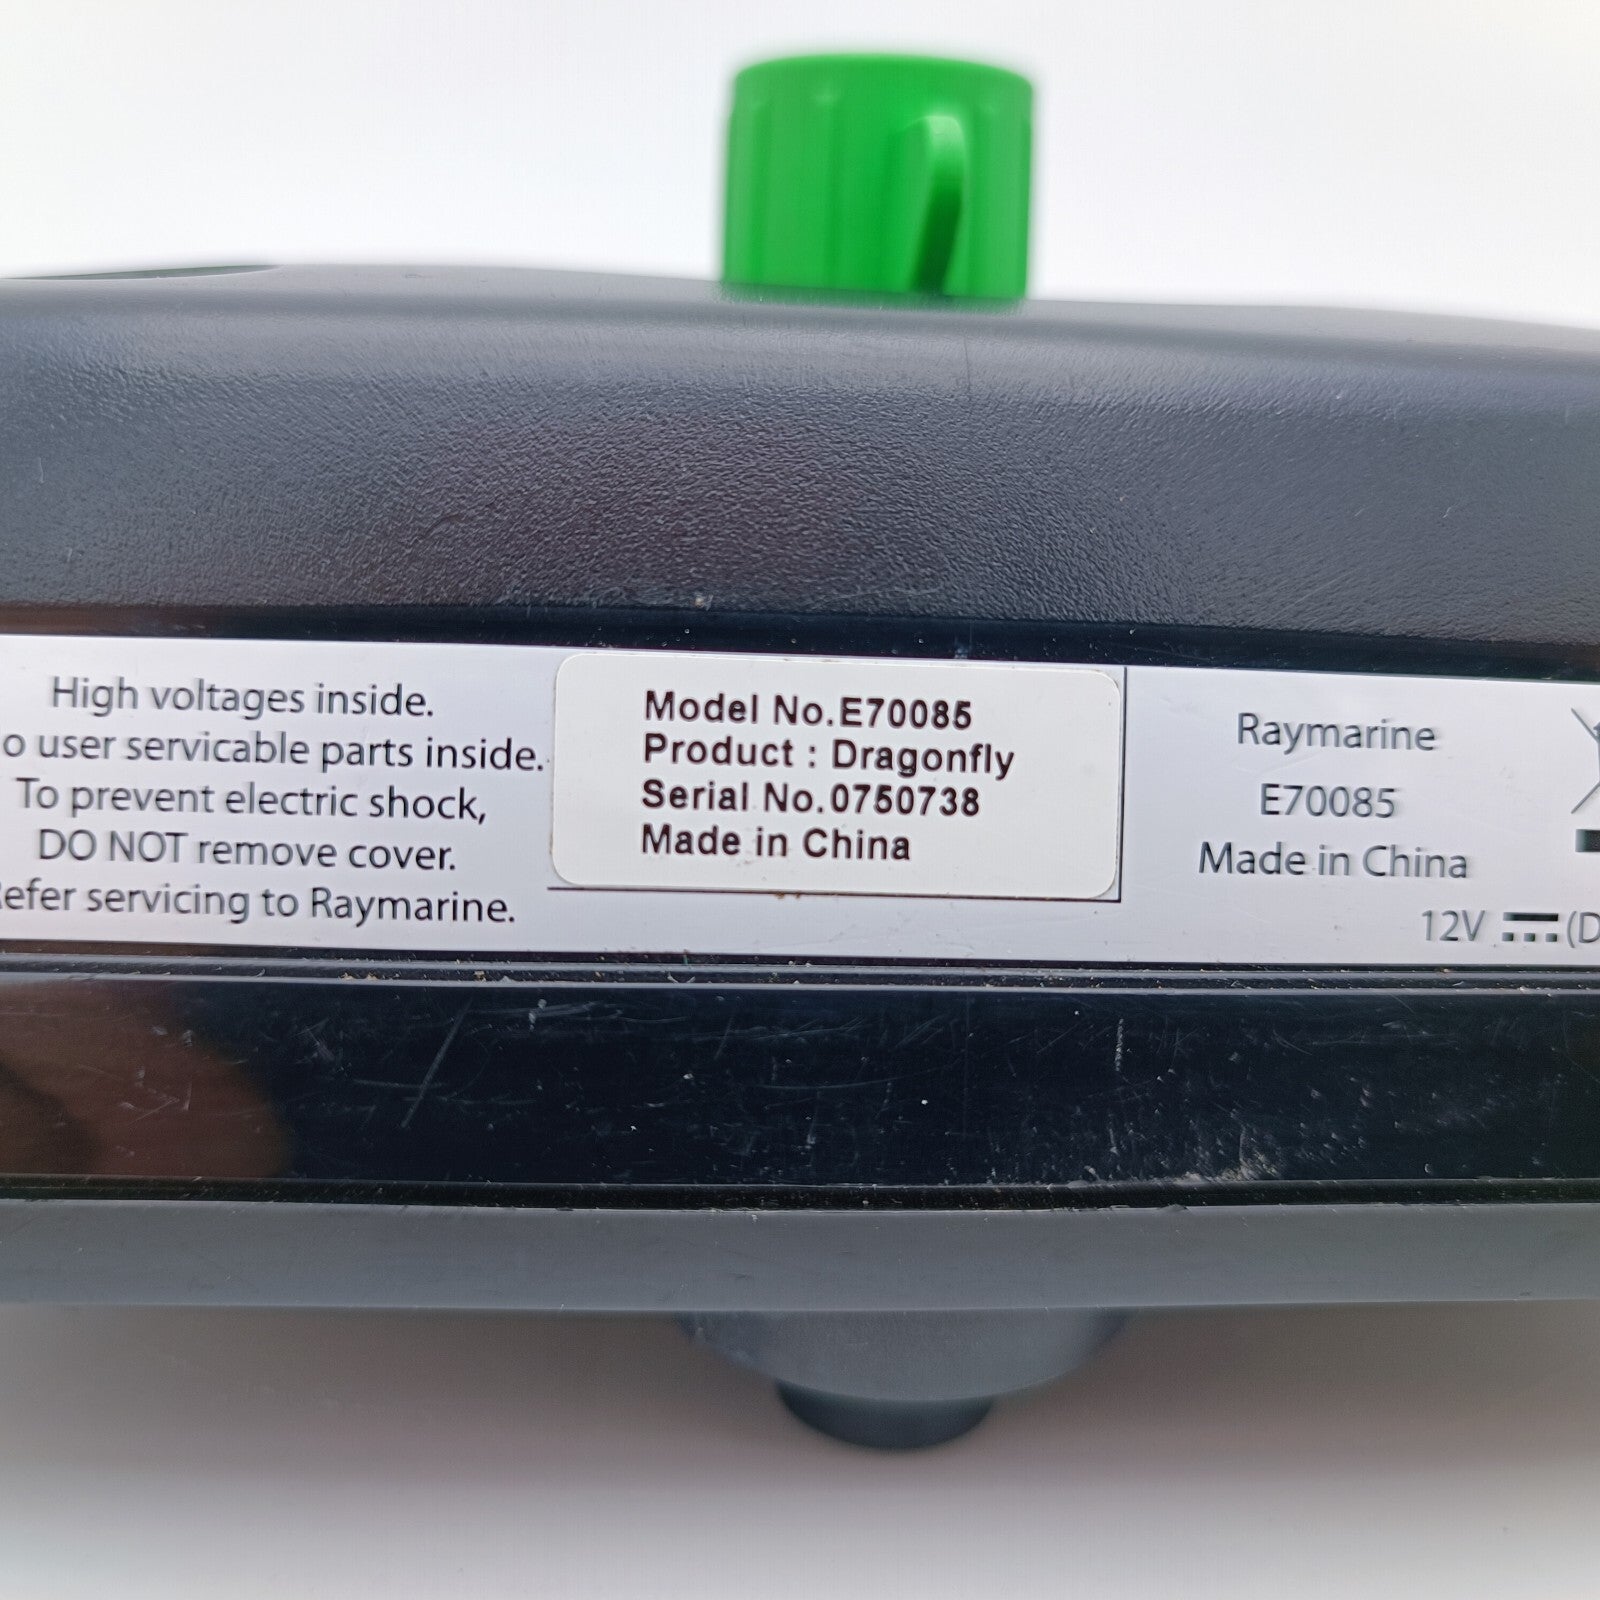 High voltages inside.
o user servicable parts inside.
To prevent electric shock,
DO NOT remove cover.
efer servicing to Raymarine.
Model No.E70085
Product : Dragonfly
Serial No.0750738
Made in China
Raymarine
E70085
Made in China
12V (D